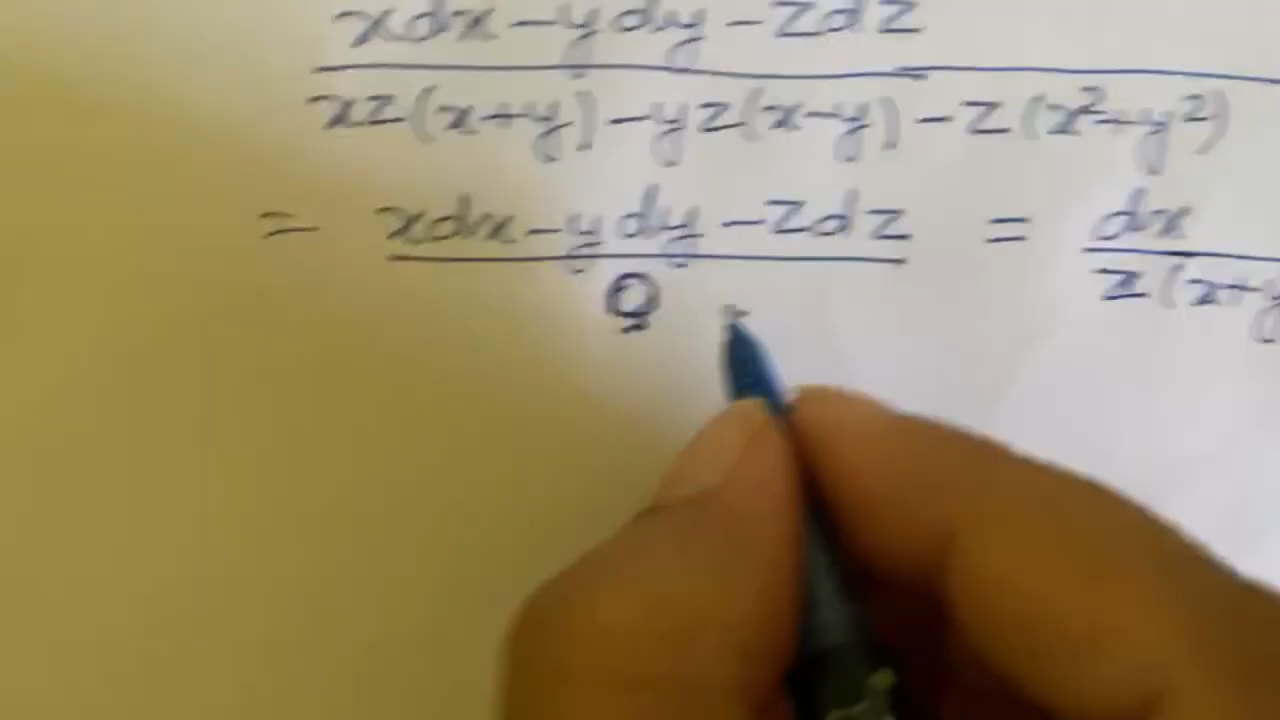 xdx - ydy - zdz
xz(x+y) - yz(x-y) - z(x²+y²)
= xdx - ydy - zdz = dx
0 z(x+y